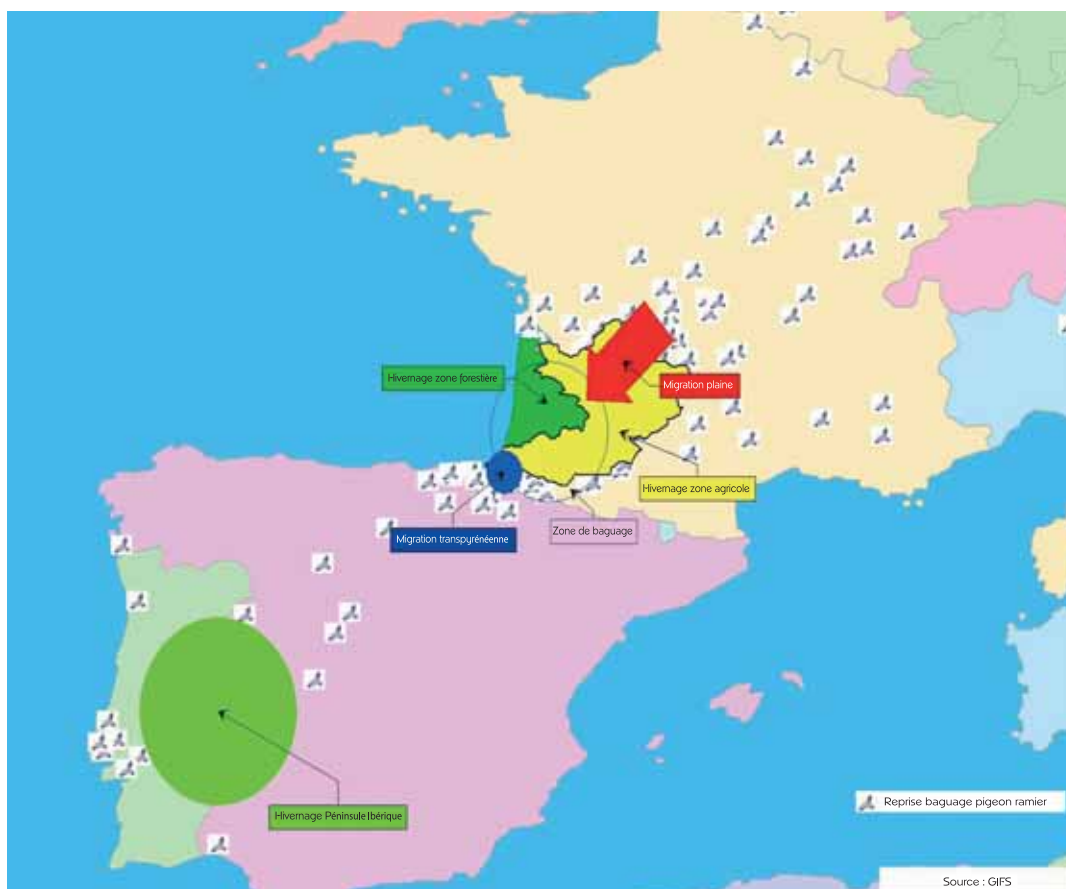 Hivernage zone forestière
Migration plaine
Hivernage zone agricole
Migration transpyrénéenne
Zone de baguage
Hivernage Péninsule Ibérique
Reprise baguage pigeon ramier
Source : GIFS